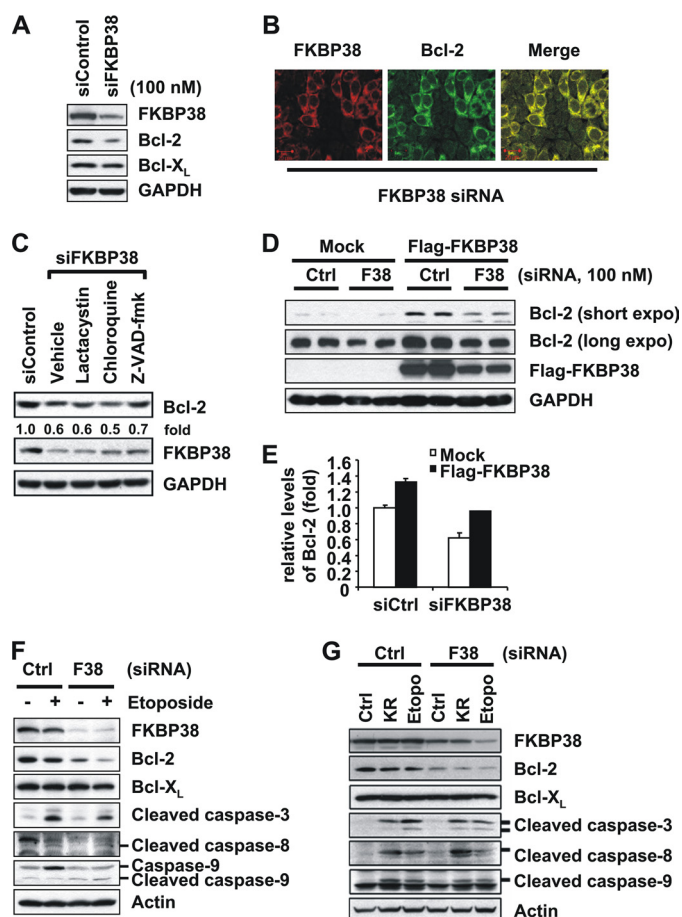 A
siControl
siFKBP38
(100 nM)
FKBP38
Bcl-2
Bcl-XL
GAPDH
B
FKBP38 Bcl-2 Merge
FKBP38 siRNA
C
siFKBP38
siControl
Vehicle
Lactacystin
Chloroquine
Z-VAD-fmk
Bcl-2
1.0 0.6 0.6 0.5 0.7 fold
FKBP38
GAPDH
D
Mock Flag-FKBP38
Ctrl F38 Ctrl F38 (siRNA, 100 nM)
Bcl-2 (short expo)
Bcl-2 (long expo)
Flag-FKBP38
GAPDH
E
relative levels
of Bcl-2 (fold)
1.6
1.4
1.2
1.0
0.8
0.6
0.4
0.2
0
Mock
Flag-FKBP38
siCtrl siFKBP38
F
Ctrl F38 (siRNA)
- + - + Etoposide
FKBP38
Bcl-2
Bcl-XL
Cleaved caspase-3
Cleaved caspase-8
Caspase-9
Cleaved caspase-9
Actin
G
Ctrl F38 (siRNA)
Ctrl
KR
Etopo
Ctrl
KR
Etopo
FKBP38
Bcl-2
Bcl-XL
Cleaved caspase-3
Cleaved caspase-8
Cleaved caspase-9
Actin